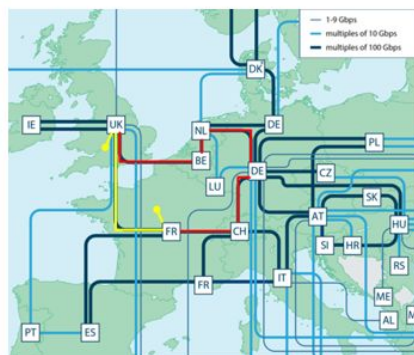 1-9 Gbps
multiples of 10 Gbps
multiples of 100 Gbps
DK
IE
UK
NL
DE
BE
PL
LU
DE
CZ
SK
FR
CH
AT
HU
SI
HR
FR
IT
RS
ME
PT
ES
AL
M